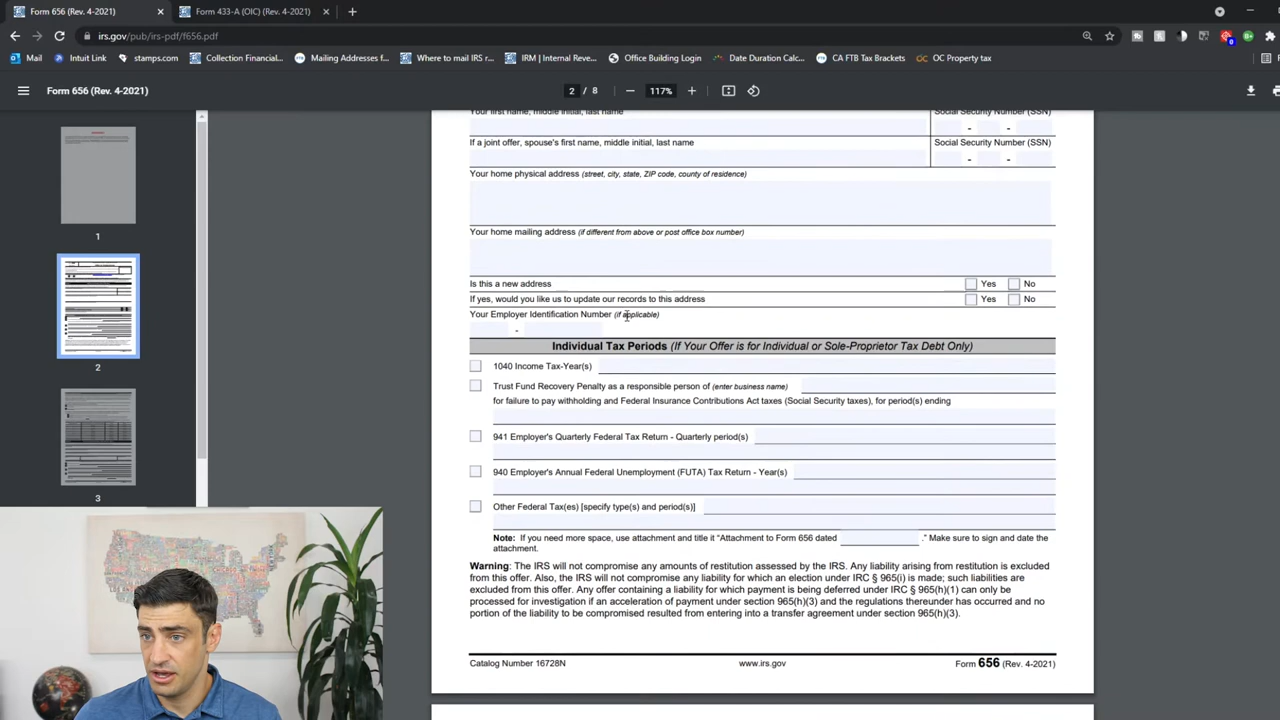 Form 656 (Rev. 4-2021)
Form 433-A (OIC) (Rev. 4-2021)
irs.gov/pub/irs-pdf/f656.pdf
Mail
Intuit Link
stamps.com
Collection Financial...
Mailing Addresses f...
Where to mail IRS r...
IRM | Internal Reve...
Office Building Login
Date Duration Calc...
CA FTB Tax Brackets
OC Property tax
Form 656 (Rev. 4-2021)
2 / 8
117%
1
2
3
Your first name, middle initial, last name
Social Security Number (SSN)
- -
If a joint offer, spouse's first name, middle initial, last name
Social Security Number (SSN)
- -
Your home physical address (street, city, state, ZIP code, county of residence)
Your home mailing address (if different from above or post office box number)
Is this a new address Yes No
If yes, would you like us to update our records to this address Yes No
Your Employer Identification Number (if applicable)
-
Individual Tax Periods (If Your Offer is for Individual or Sole-Proprietor Tax Debt Only)
1040 Income Tax-Year(s)
Trust Fund Recovery Penalty as a responsible person of (enter business name)
for failure to pay withholding and Federal Insurance Contributions Act taxes (Social Security taxes), for period(s) ending
941 Employer's Quarterly Federal Tax Return - Quarterly period(s)
940 Employer's Annual Federal Unemployment (FUTA) Tax Return - Year(s)
Other Federal Tax(es) [specify type(s) and period(s)]
Note: If you need more space, use attachment and title it "Attachment to Form 656 dated ." Make sure to sign and date the
attachment.
Warning: The IRS will not compromise any amounts of restitution assessed by the IRS. Any liability arising from restitution is excluded
from this offer. Also, the IRS will not compromise any liability for which an election under IRC § 965(i) is made; such liabilities are
excluded from this offer. Any offer containing a liability for which payment is being deferred under IRC § 965(h)(1) can only be
processed for investigation if an acceleration of payment under section 965(h)(3) and the regulations thereunder has occurred and no
portion of the liability to be compromised resulted from entering into a transfer agreement under section 965(h)(3).
Catalog Number 16728N
www.irs.gov
Form 656 (Rev. 4-2021)